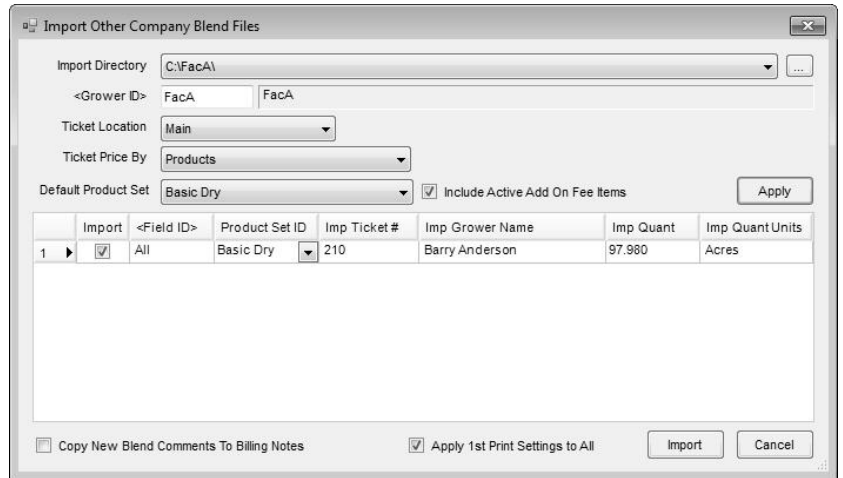 Import Other Company Blend Files
Import Directory C:\FacA\ ...
<Grower ID> FacA FacA
Ticket Location Main
Ticket Price By Products
Default Product Set Basic Dry Include Active Add On Fee Items Apply
Import <Field ID> Product Set ID Imp Ticket # Imp Grower Name Imp Quant Imp Quant Units
1 All Basic Dry 210 Barry Anderson 97.980 Acres
Copy New Blend Comments To Billing Notes Apply 1st Print Settings to All Import Cancel